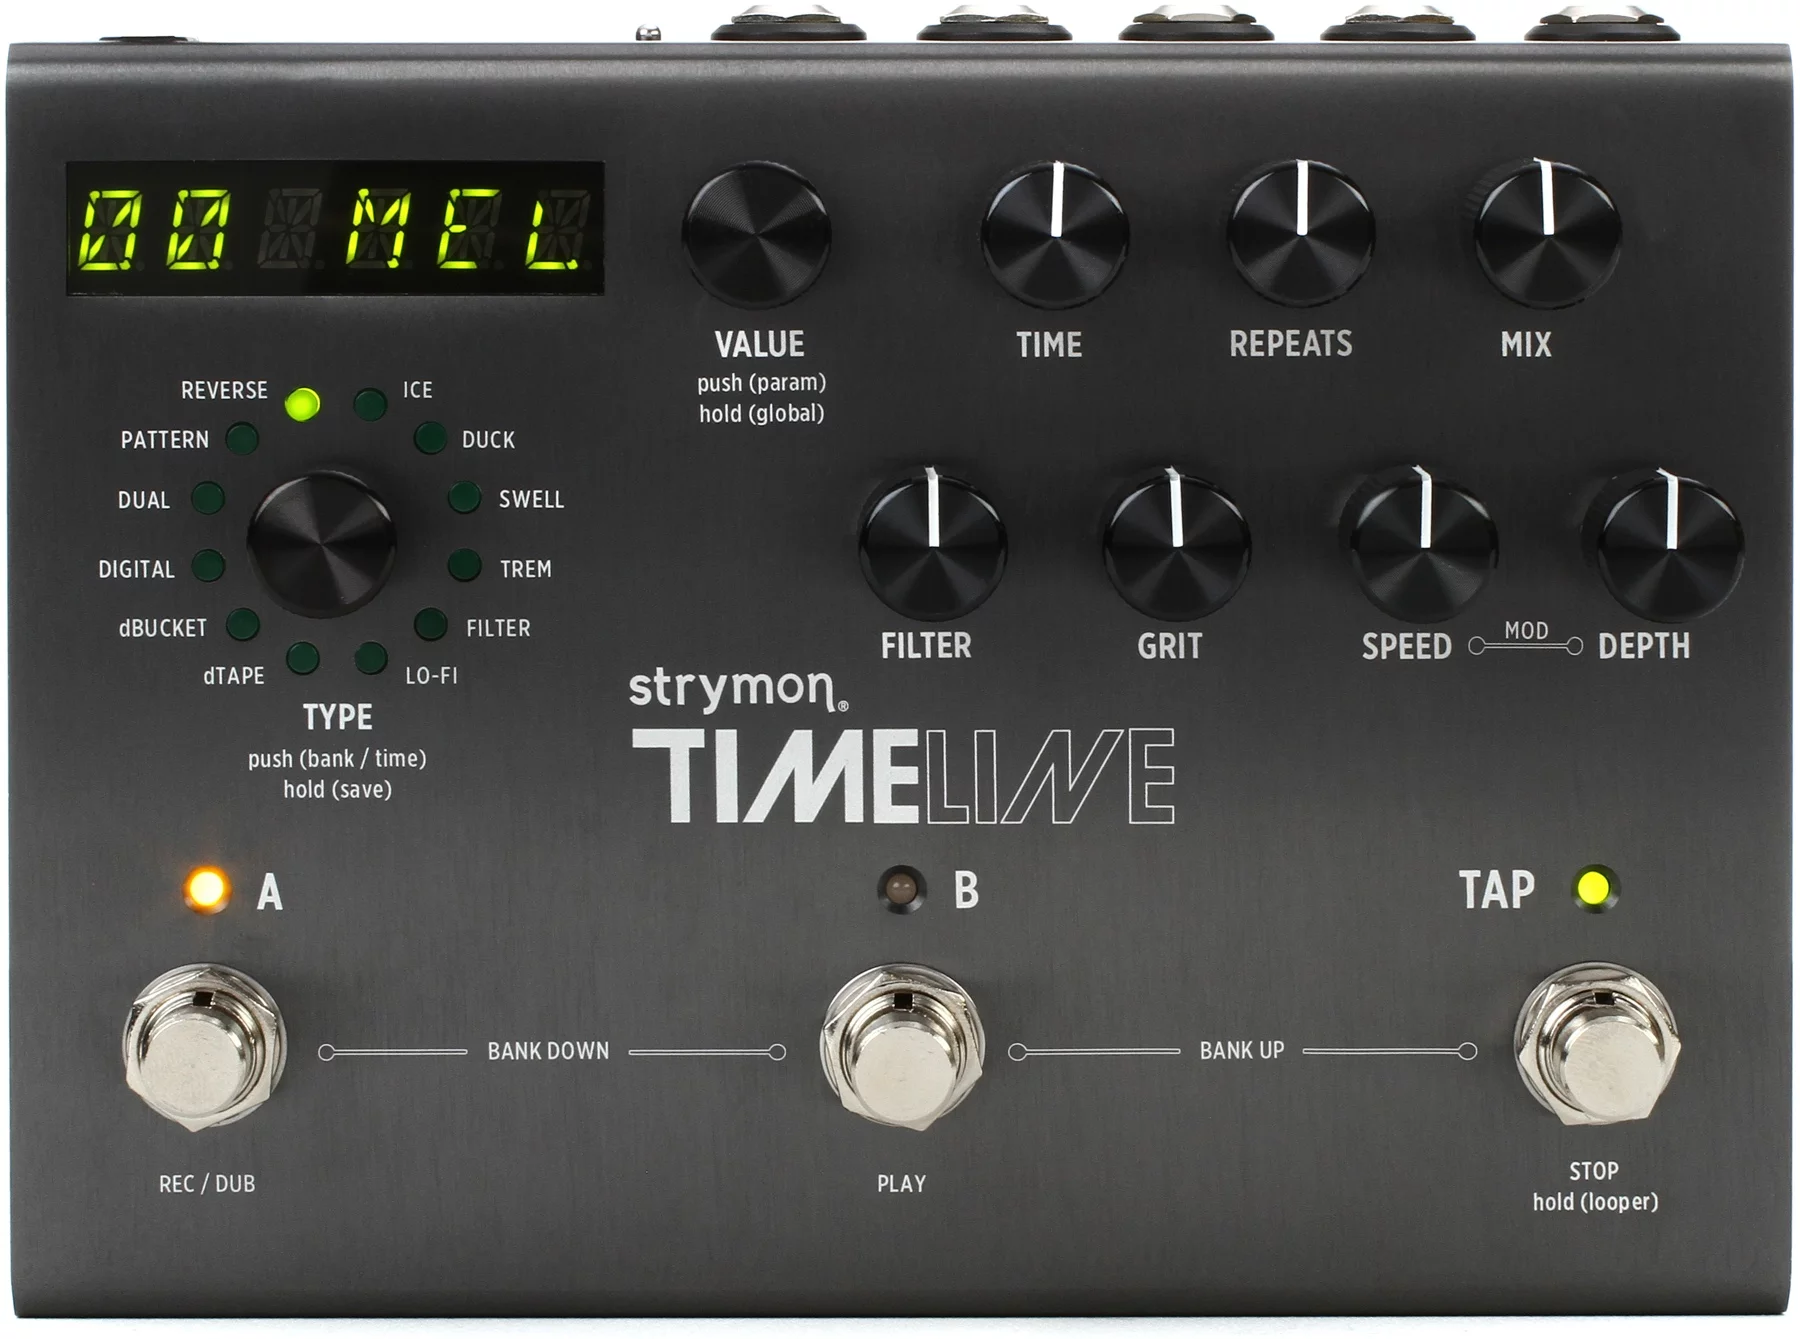 00 MEL
VALUE
push (param)
hold (global)
TIME
REPEATS
MIX
REVERSE
ICE
PATTERN
DUCK
DUAL
SWELL
DIGITAL
TREM
dBUCKET
FILTER
dTAPE
LO-FI
TYPE
push (bank / time)
hold (save)
FILTER
GRIT
SPEED
MOD
DEPTH
strymon®
TIMELINE
A
B
TAP
BANK DOWN
BANK UP
REC / DUB
PLAY
STOP
hold (looper)